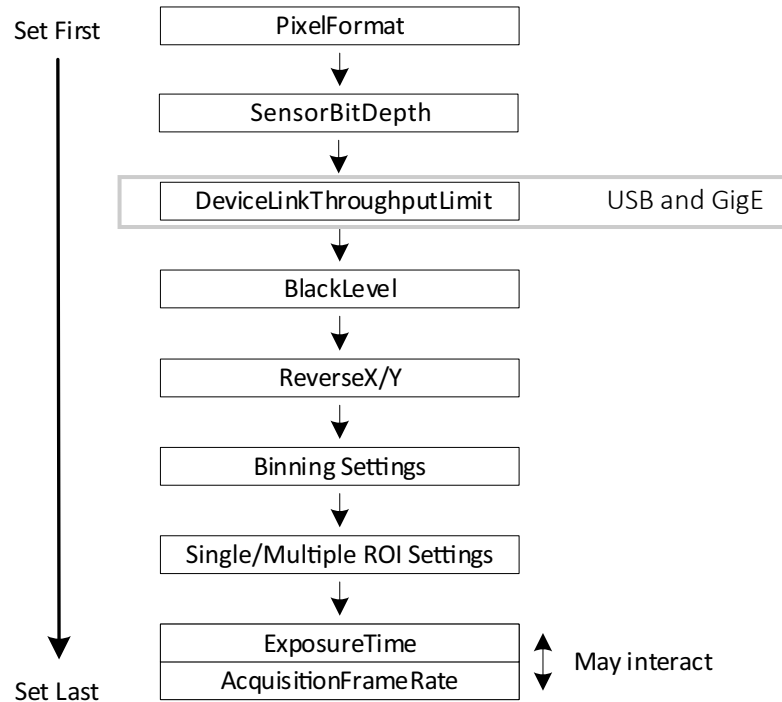 Set First
PixelFormat
SensorBitDepth
DeviceLinkThroughputLimit
USB and GigE
BlackLevel
ReverseX/Y
Binning Settings
Single/Multiple ROI Settings
ExposureTime
May interact
AcquisitionFrameRate
Set Last